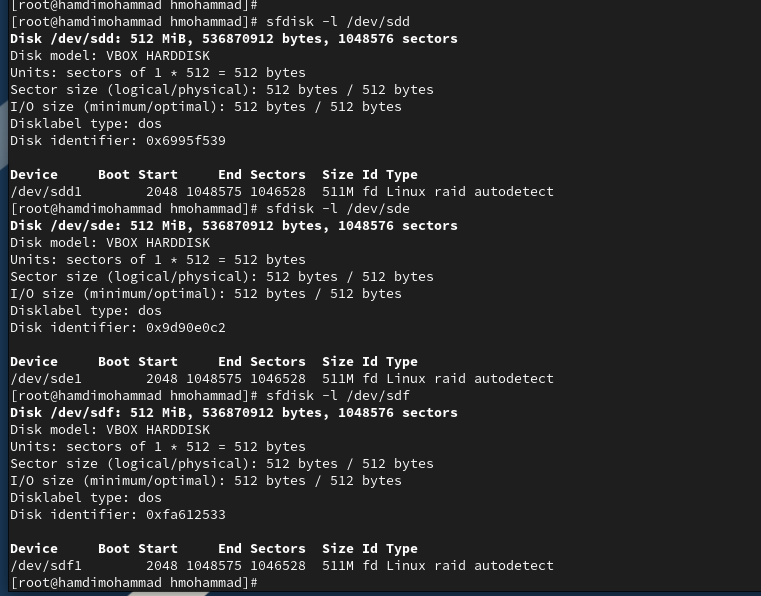 [root@hamdimohammad hmohammad]#
[root@hamdimohammad hmohammad]# sfdisk -l /dev/sdd
Disk /dev/sdd: 512 MiB, 536870912 bytes, 1048576 sectors
Disk model: VBOX HARDDISK
Units: sectors of 1 * 512 = 512 bytes
Sector size (logical/physical): 512 bytes / 512 bytes
I/O size (minimum/optimal): 512 bytes / 512 bytes
Disklabel type: dos
Disk identifier: 0x6995f539
Device     Boot Start     End Sectors  Size Id Type
/dev/sdd1        2048 1048575 1046528  511M fd Linux raid autodetect
[root@hamdimohammad hmohammad]# sfdisk -l /dev/sde
Disk /dev/sde: 512 MiB, 536870912 bytes, 1048576 sectors
Disk model: VBOX HARDDISK
Units: sectors of 1 * 512 = 512 bytes
Sector size (logical/physical): 512 bytes / 512 bytes
I/O size (minimum/optimal): 512 bytes / 512 bytes
Disklabel type: dos
Disk identifier: 0x9d90e0c2
Device     Boot Start     End Sectors  Size Id Type
/dev/sde1        2048 1048575 1046528  511M fd Linux raid autodetect
[root@hamdimohammad hmohammad]# sfdisk -l /dev/sdf
Disk /dev/sdf: 512 MiB, 536870912 bytes, 1048576 sectors
Disk model: VBOX HARDDISK
Units: sectors of 1 * 512 = 512 bytes
Sector size (logical/physical): 512 bytes / 512 bytes
I/O size (minimum/optimal): 512 bytes / 512 bytes
Disklabel type: dos
Disk identifier: 0xfa612533
Device     Boot Start     End Sectors  Size Id Type
/dev/sdf1        2048 1048575 1046528  511M fd Linux raid autodetect
[root@hamdimohammad hmohammad]#